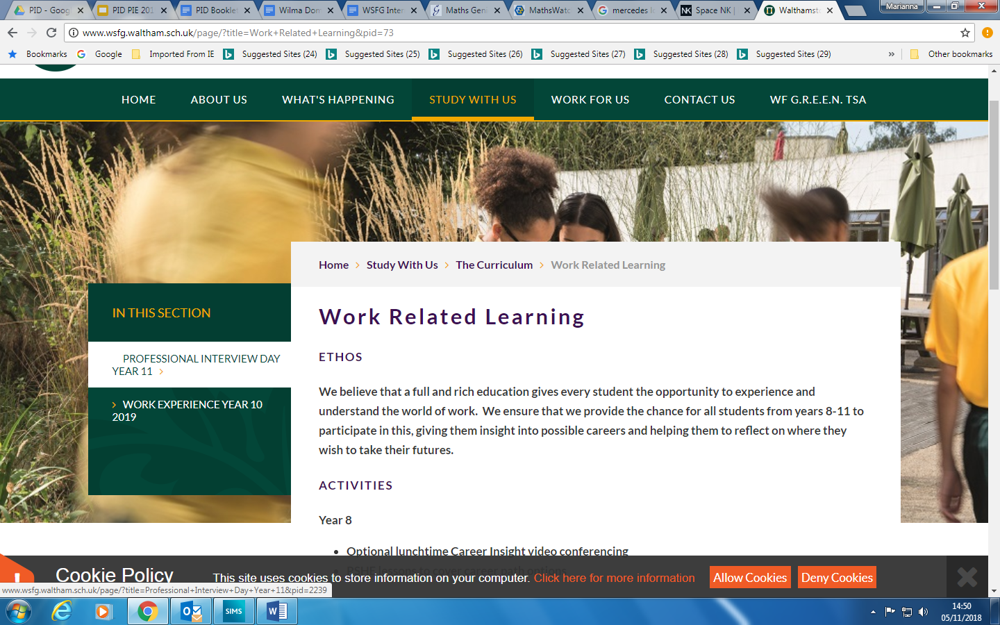 PID - Goog
PID PIE 201
PID Booklet
Wilma Dom
WSFG Inter
Maths Geni
MathsWatc
mercedes l
Space NK |
Walthamst
Marianna
www.wsfg.waltham.sch.uk/page/?title=Work+Related+Learning&pid=73
Bookmarks
Google
Imported From IE
Suggested Sites (24)
Suggested Sites (25)
Suggested Sites (26)
Suggested Sites (27)
Suggested Sites (28)
Suggested Sites (29)
»
Other bookmarks
HOME
ABOUT US
WHAT'S HAPPENING
STUDY WITH US
WORK FOR US
CONTACT US
WF G.R.E.E.N. TSA
Home > Study With Us > The Curriculum > Work Related Learning
IN THIS SECTION
PROFESSIONAL INTERVIEW DAY
YEAR 11 >
> WORK EXPERIENCE YEAR 10
2019
Work Related Learning
ETHOS
We believe that a full and rich education gives every student the opportunity to experience and
understand the world of work. We ensure that we provide the chance for all students from years 8-11 to
participate in this, giving them insight into possible careers and helping them to reflect on where they
wish to take their futures.
ACTIVITIES
Year 8
• Optional lunchtime Career Insight video conferencing
PSHE lessons to cover career path options
Cookie Policy
This site uses cookies to store information on your computer. Click here for more information
Allow Cookies
Deny Cookies
www.wsfg.waltham.sch.uk/page/?title=Professional+Interview+Day+Year+11&pid=2239
SIMS
14:50
05/11/2018